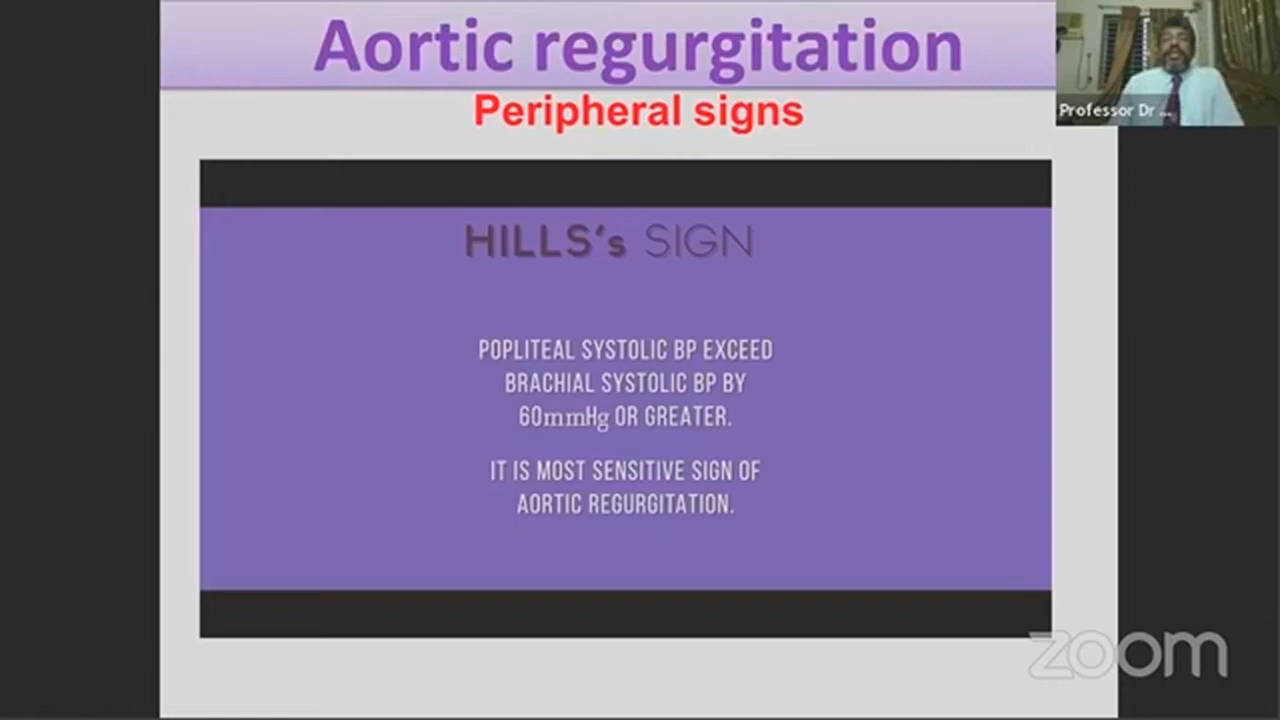 Aortic regurgitation
Peripheral signs
Professor Dr ...
HILLS's SIGN
POPLITEAL SYSTOLIC BP EXCEED
BRACHIAL SYSTOLIC BP BY
60mmHg OR GREATER.
IT IS MOST SENSITIVE SIGN OF
AORTIC REGURGITATION.
zoom